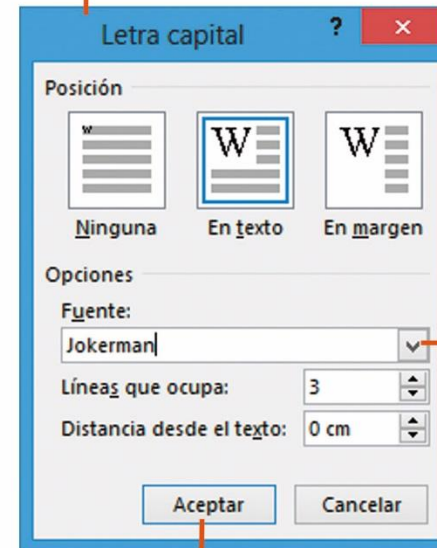 Letra capital ? ×
Posición
W W W
Ninguna En texto En margen
Opciones
Fuente:
Jokerman
Líneas que ocupa: 3
Distancia desde el texto: 0 cm
Aceptar Cancelar